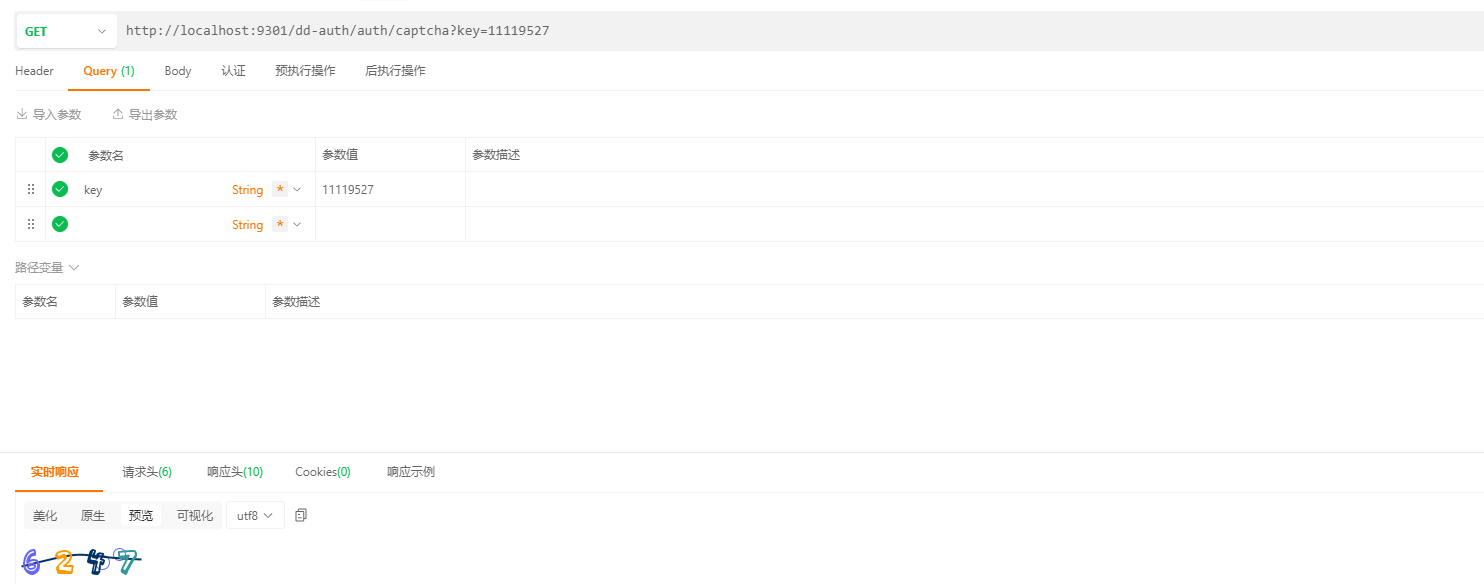 GET http://localhost:9301/dd-auth/auth/captcha?key=11119527
Header Query (1) Body 认证 预执行操作 后执行操作
导入参数 导出参数
参数名 参数值 参数描述
key String * 11119527
String *
路径变量
参数名 参数值 参数描述
实时响应 请求头(6) 响应头(10) Cookies(0) 响应示例
美化 原生 预览 可视化 utf8
6247